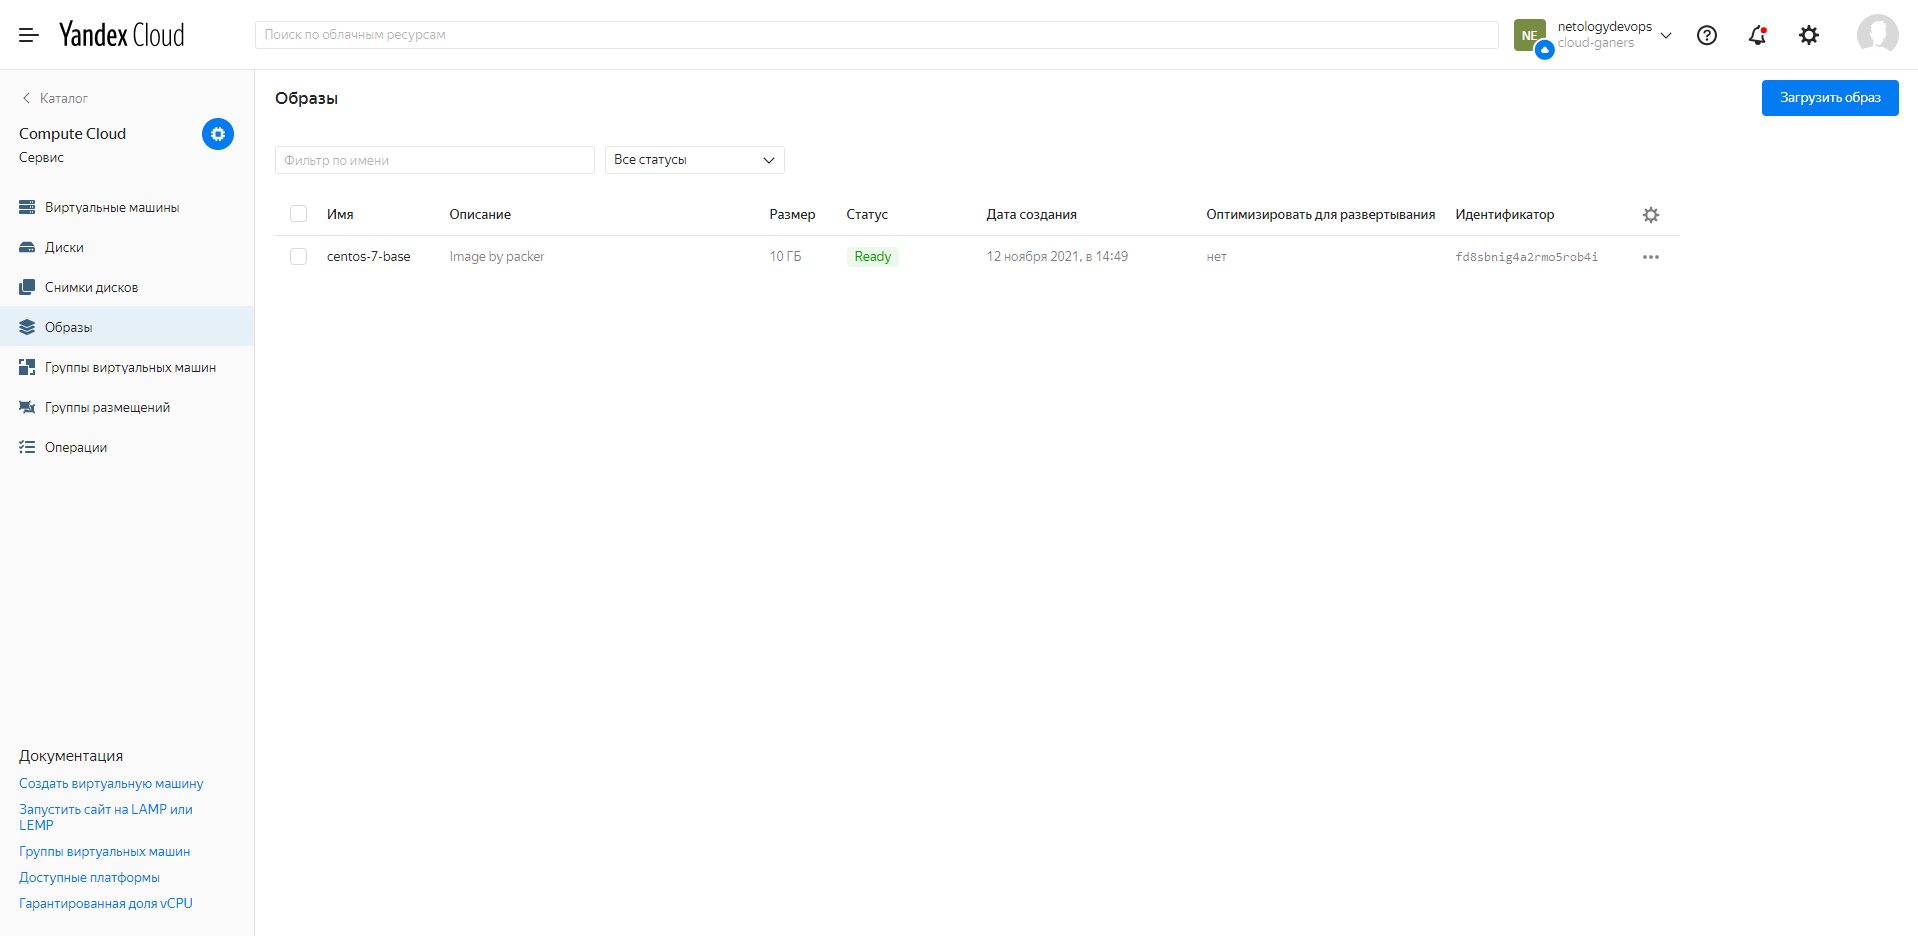 Yandex Cloud
Поиск по облачным ресурсам
NE
netologydevops
cloud-ganers
Каталог
Compute Cloud
Сервис
Виртуальные машины
Диски
Снимки дисков
Образы
Группы виртуальных машин
Группы размещений
Операции
Документация
Создать виртуальную машину
Запустить сайт на LAMP или
LEMP
Группы виртуальных машин
Доступные платформы
Гарантированная доля vCPU
Образы
Загрузить образ
Фильтр по имени
Все статусы
Имя Описание Размер Статус Дата создания Оптимизировать для развертывания Идентификатор
centos-7-base Image by packer 10 ГБ Ready 12 ноября 2021, в 14:49 нет fd8sbnig4a2rmo5rob4i